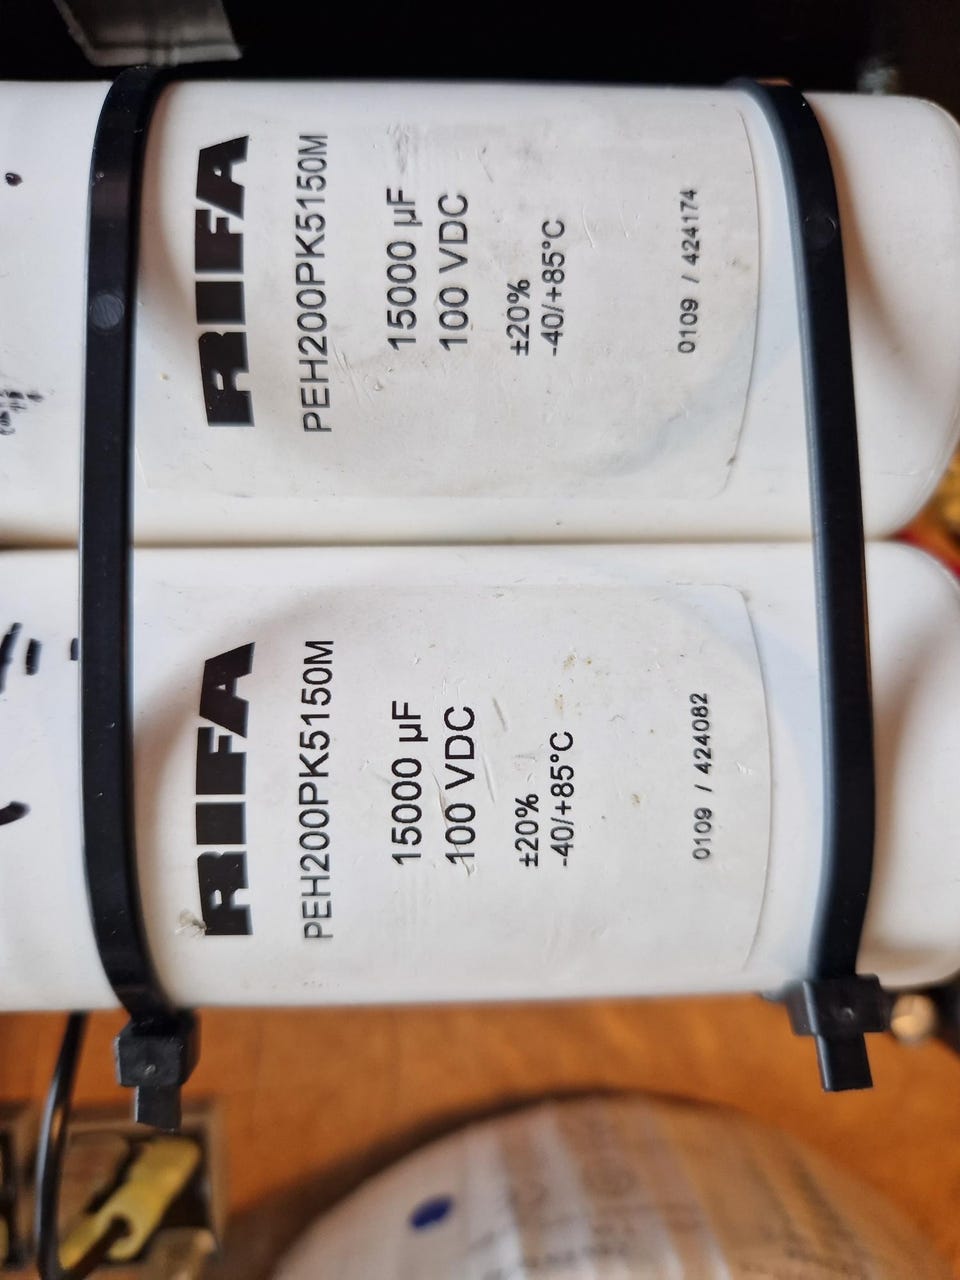 RIFA
PEH200PK5150M
15000 µF
100 VDC
±20%
-40/+85°C
0109 / 424174
RIFA
PEH200PK5150M
15000 µF
100 VDC
±20%
-40/+85°C
0109 / 424082